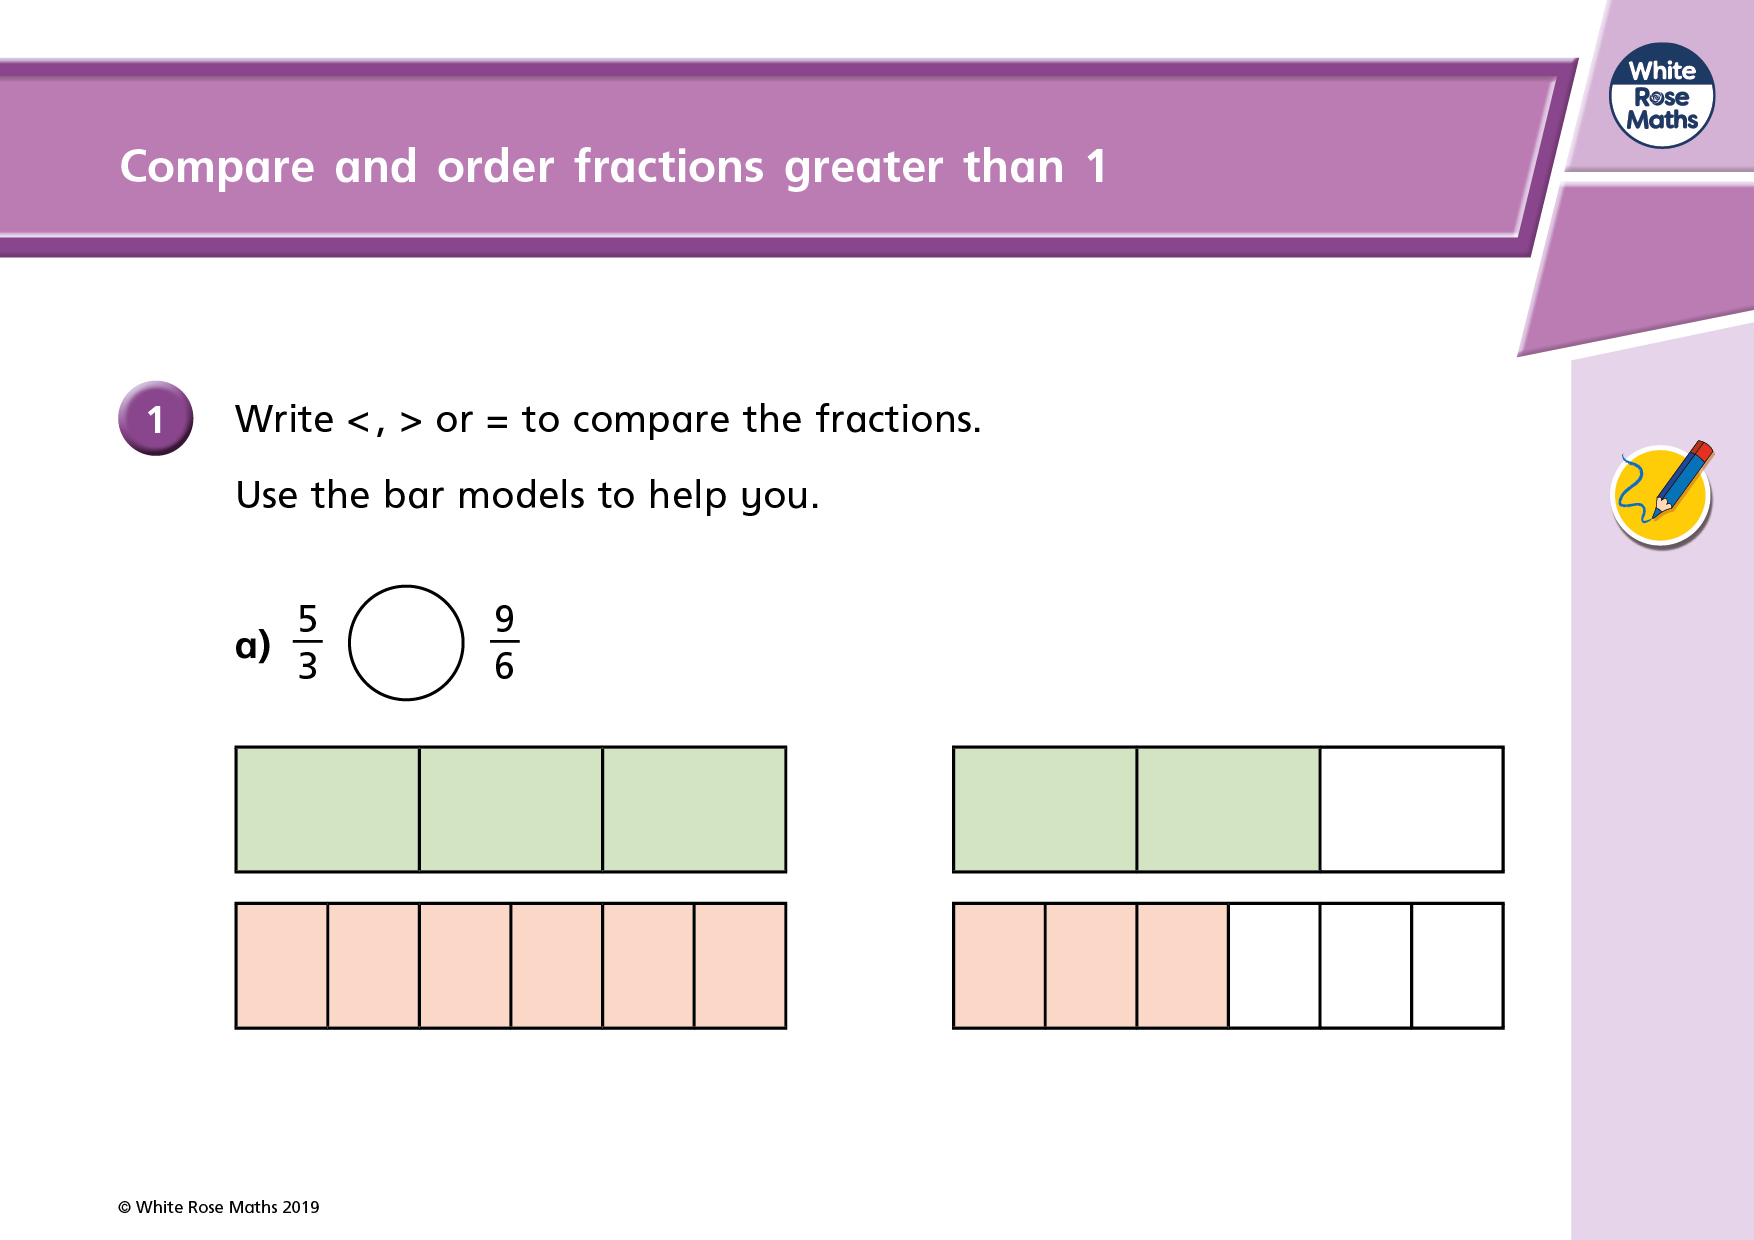 White
Rose
Maths
Compare and order fractions greater than 1
1
Write <, > or = to compare the fractions.
Use the bar models to help you.
a) 5/3 9/6
© White Rose Maths 2019